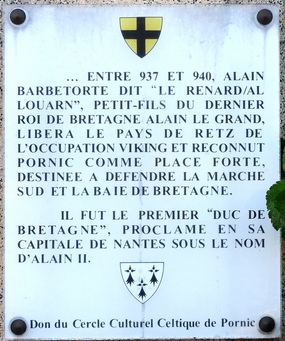 ... ENTRE 937 ET 940, ALAIN
BARBETORTE DIT "LE RENARD/AL
LOUARN", PETIT-FILS DU DERNIER
ROI DE BRETAGNE ALAIN LE GRAND,
LIBERA LE PAYS DE RETZ DE
L'OCCUPATION VIKING ET RECONNUT
PORNIC COMME PLACE FORTE,
DESTINEE A DEFENDRE LA MARCHE
SUD ET LA BAIE DE BRETAGNE.
IL FUT LE PREMIER "DUC DE
BRETAGNE", PROCLAME EN SA
CAPITALE DE NANTES SOUS LE NOM
D'ALAIN II.
Don du Cercle Culturel Celtique de Pornic